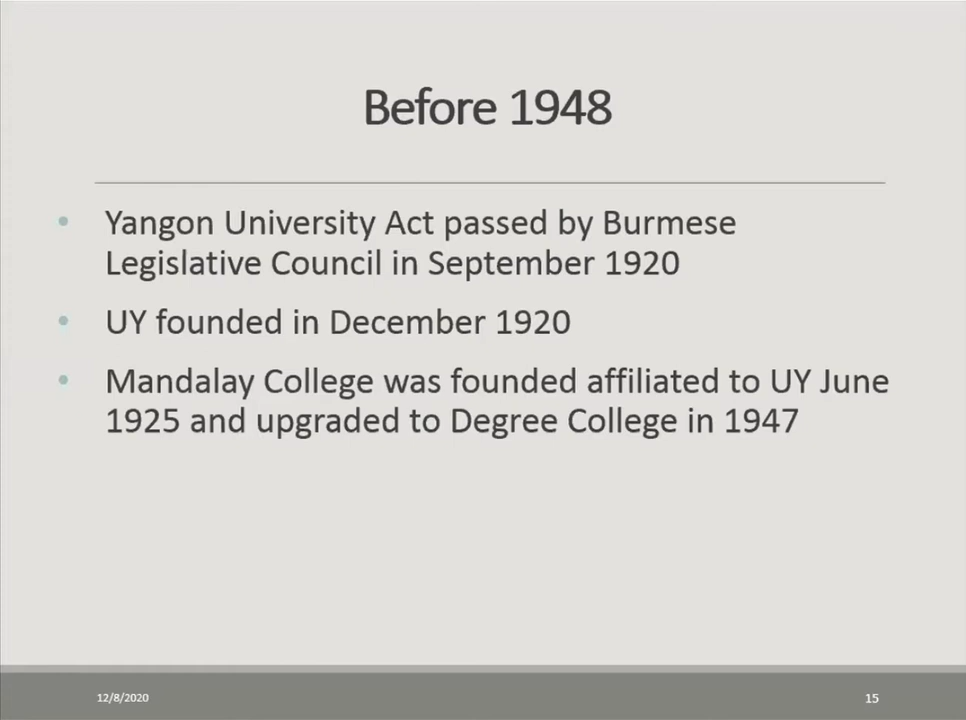 Before 1948
• Yangon University Act passed by Burmese
Legislative Council in September 1920
• UY founded in December 1920
• Mandalay College was founded affiliated to UY June
1925 and upgraded to Degree College in 1947
12/8/2020
15